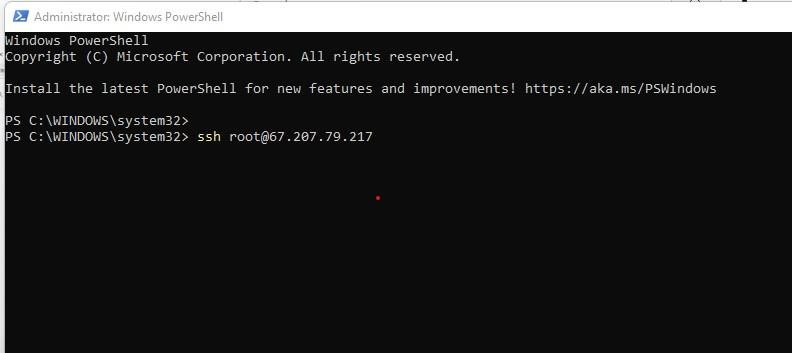 Administrator: Windows PowerShell
Windows PowerShell
Copyright (C) Microsoft Corporation. All rights reserved.
Install the latest PowerShell for new features and improvements! https://aka.ms/PSWindows
PS C:\WINDOWS\system32>
PS C:\WINDOWS\system32> ssh root@67.207.79.217